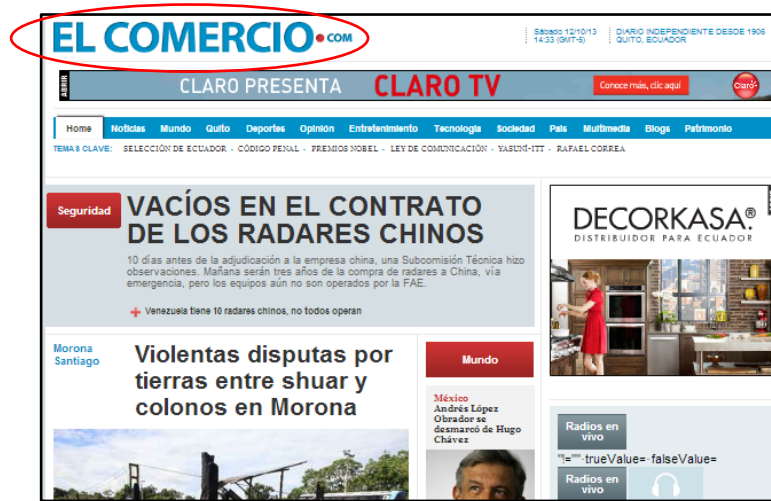 EL COMERCIO.COM
Sábado 12/10/13
14:33 (GMT-5)
DIARIO INDEPENDIENTE DESDE 1906
QUITO, ECUADOR
ABRIR
CLARO PRESENTA CLARO TV
Conoce más, clic aquí
Claro
Home Noticias Mundo Quito Deportes Opinión Entretenimiento Tecnología Sociedad País Multimedia Blogs Patrimonio
TEMAS CLAVE: SELECCIÓN DE ECUADOR - CÓDIGO PENAL - PREMIOS NOBEL - LEY DE COMUNICACIÓN - YASUNÍ-ITT - RAFAEL CORREA
Seguridad
VACÍOS EN EL CONTRATO
DE LOS RADARES CHINOS
10 días antes de la adjudicación a la empresa china, una Subcomisión Técnica hizo
observaciones. Mañana serán tres años de la compra de radares a China, vía
emergencia, pero los equipos aún no son operados por la FAE.
+ Venezuela tiene 10 radares chinos, no todos operan
DECORKASA.®
DISTRIBUIDOR PARA ECUADOR
Morona
Santiago
Violentas disputas por
tierras entre shuar y
colonos en Morona
Mundo
México
Andrés López
Obrador se
desmarcó de Hugo
Chávez
Radios en
vivo
"!="" trueValue= falseValue=
Radios en
vivo